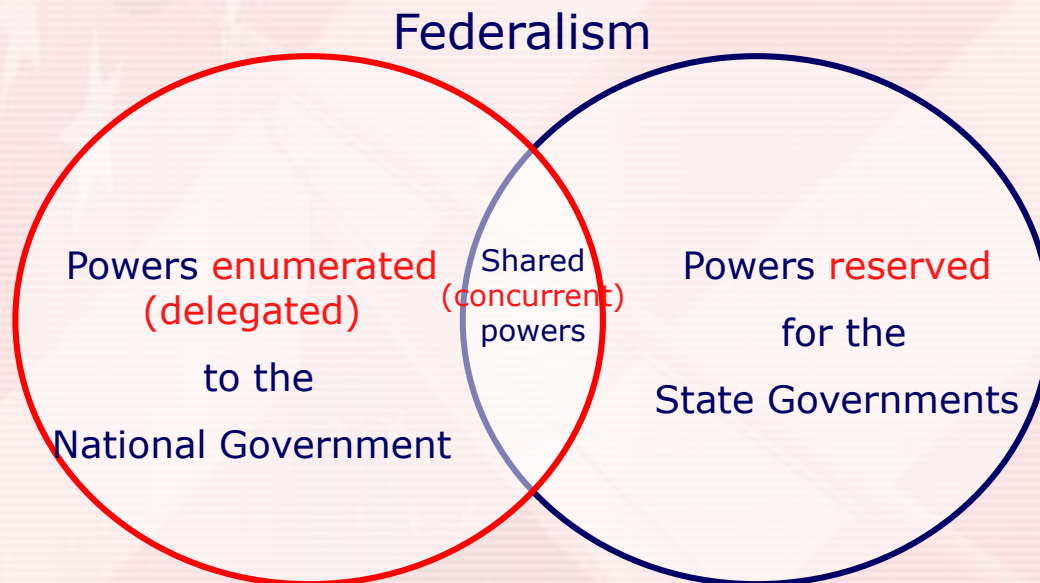 Federalism
Powers enumerated
(delegated)
to the
National Government
Shared
(concurrent)
powers
Powers reserved
for the
State Governments